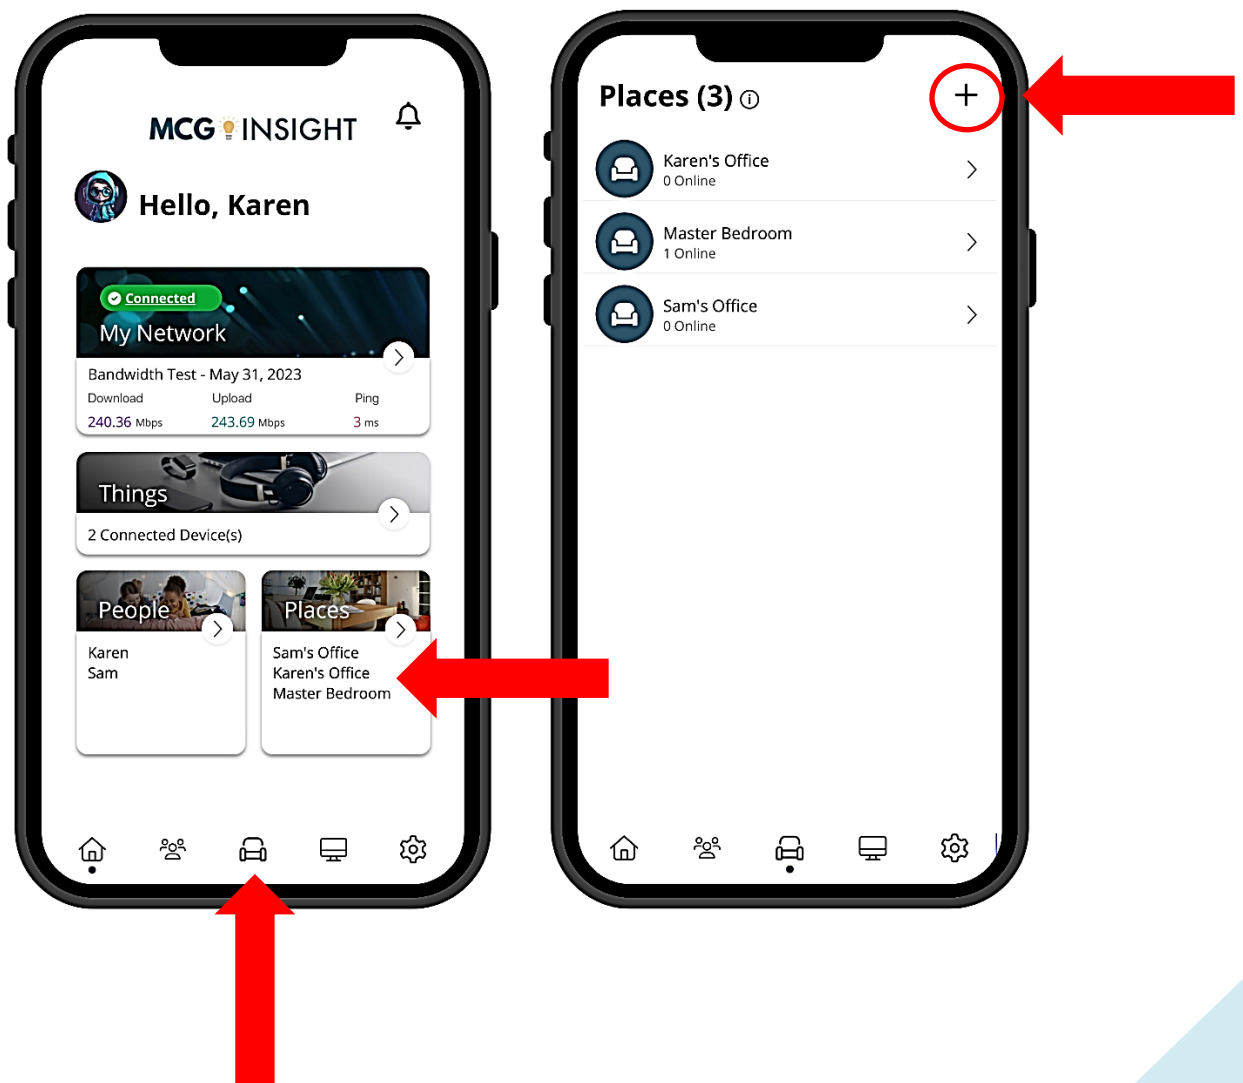 MCG INSIGHT
Hello, Karen
Connected
My Network
Bandwidth Test - May 31, 2023
Download Upload Ping
240.36 Mbps 243.69 Mbps 3 ms
Things
2 Connected Device(s)
People
Karen
Sam
Places
Sam's Office
Karen's Office
Master Bedroom
Places (3)
Karen's Office
0 Online
Master Bedroom
1 Online
Sam's Office
0 Online